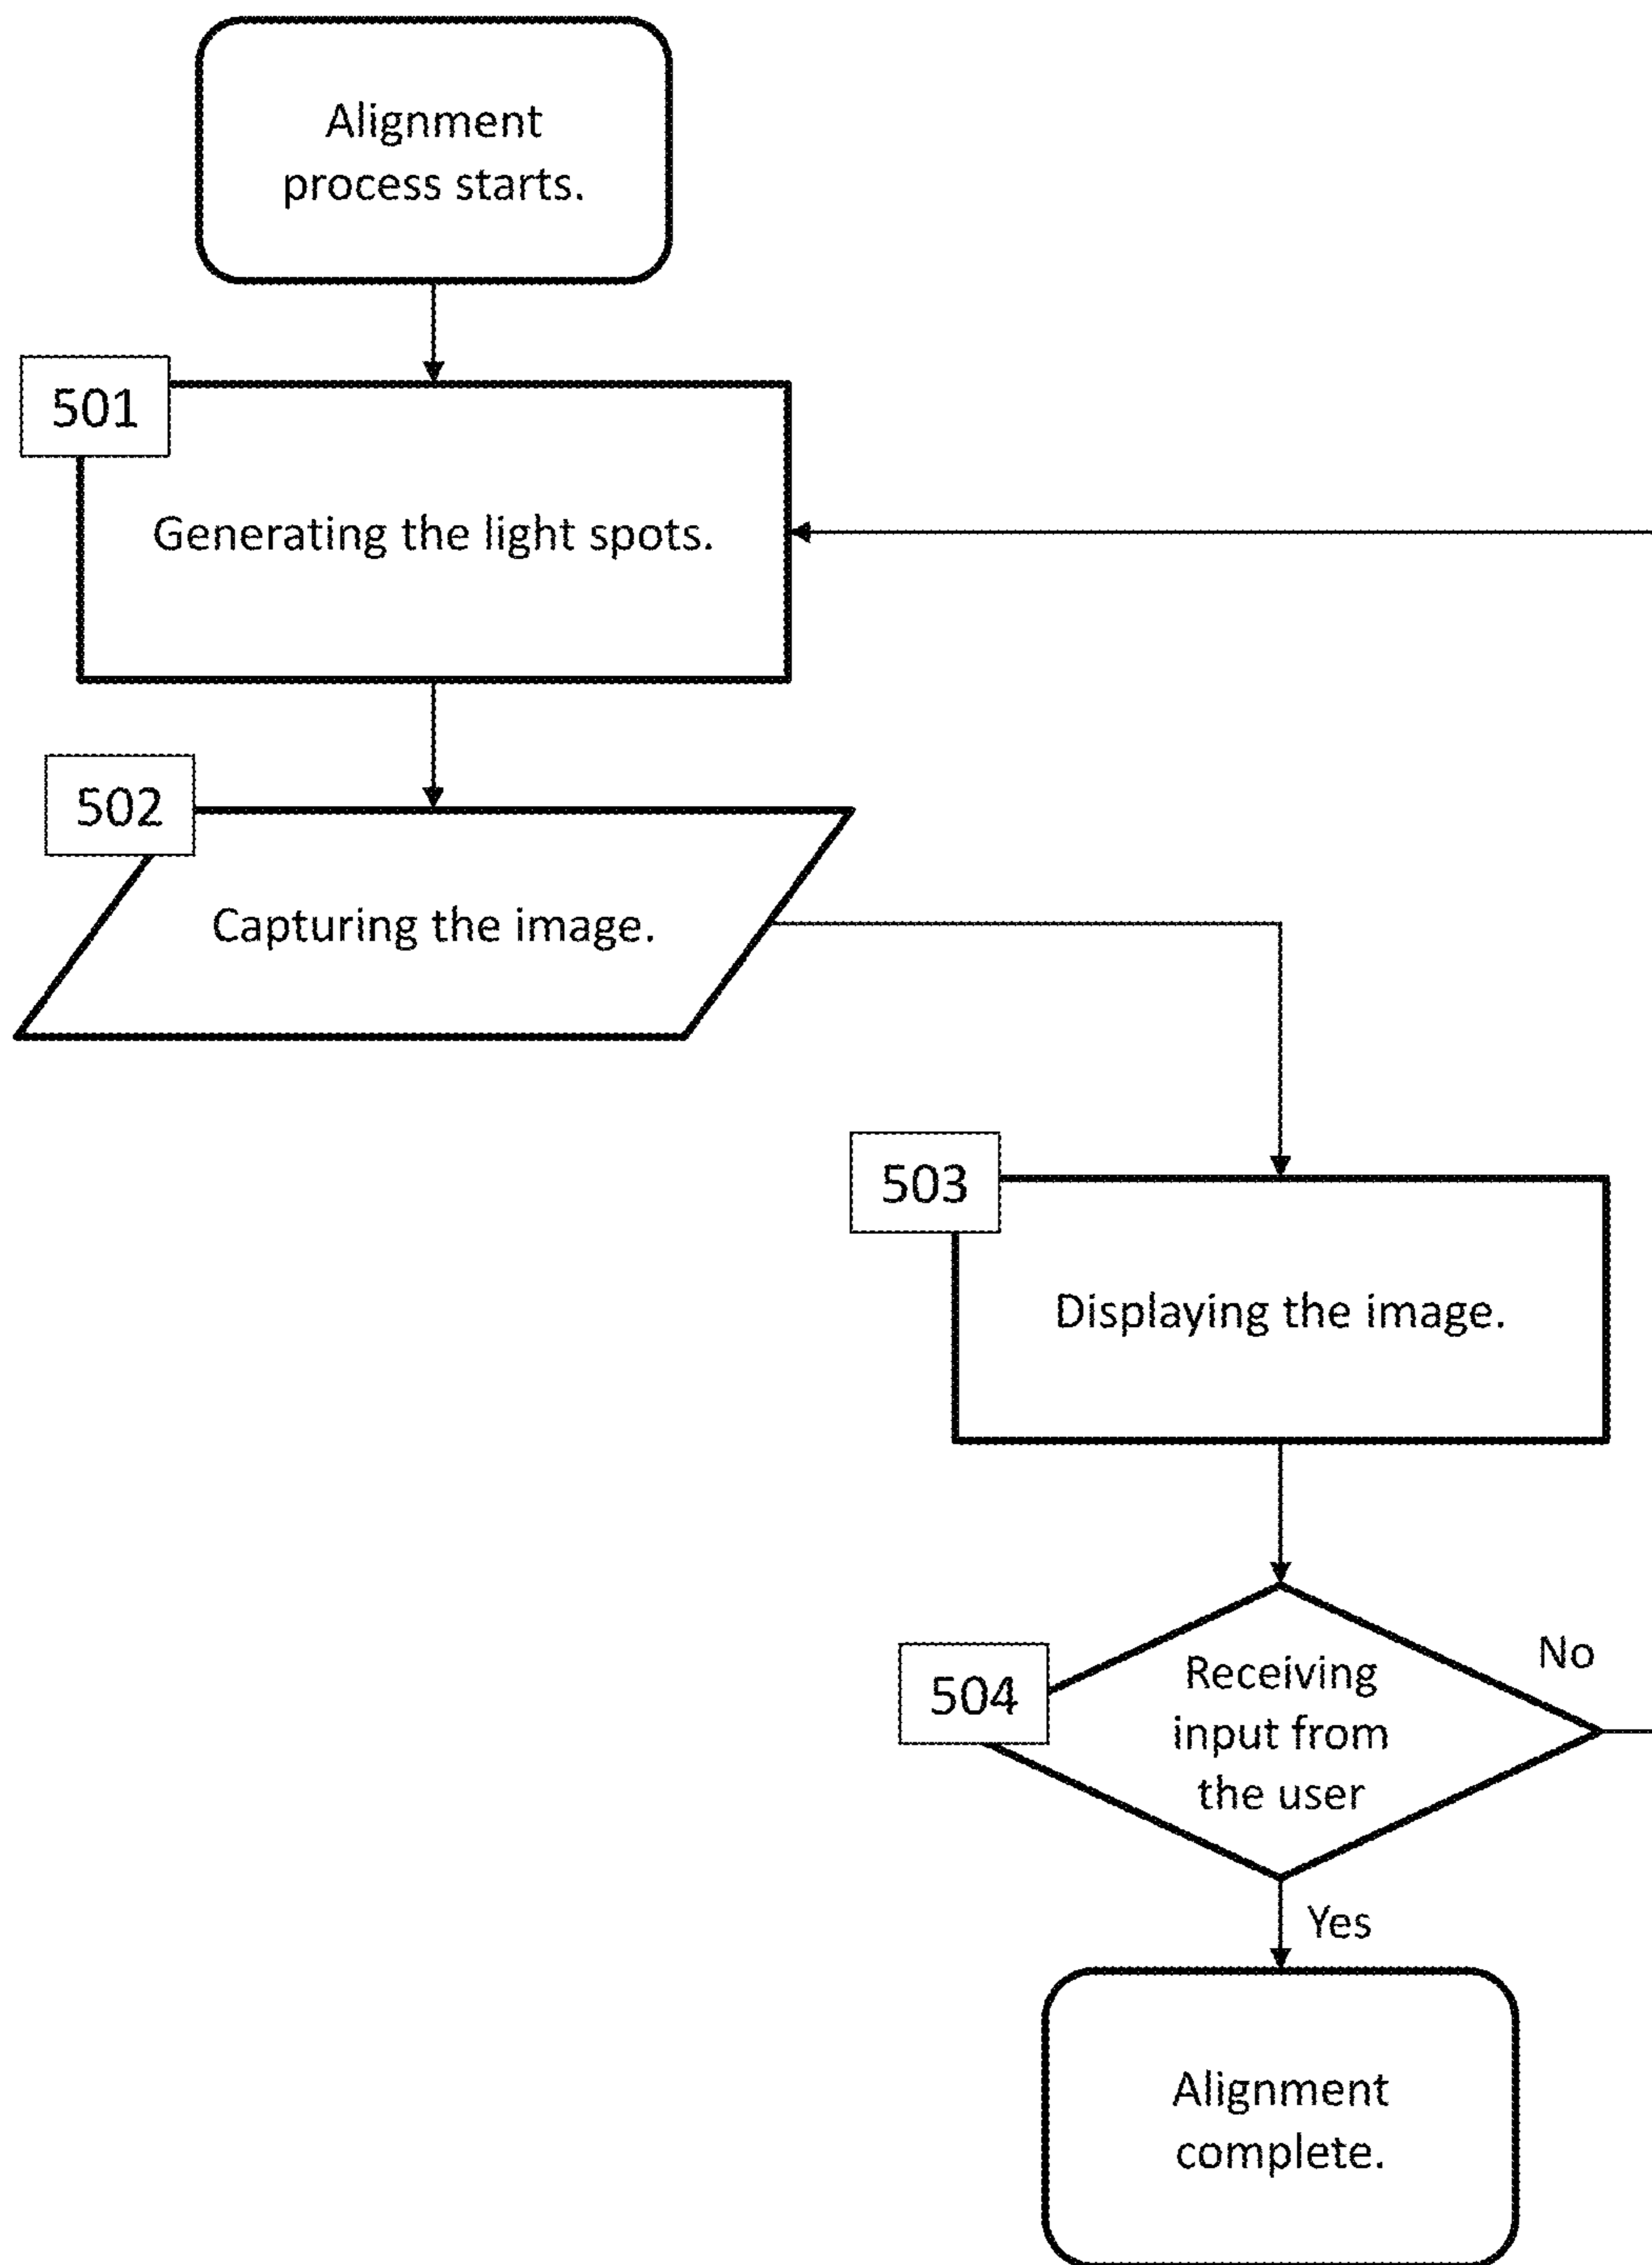 Alignment
process starts.
501
Generating the light spots.
502
Capturing the image.
503
Displaying the image.
504
Receiving
input from
the user
No
Yes
Alignment
complete.